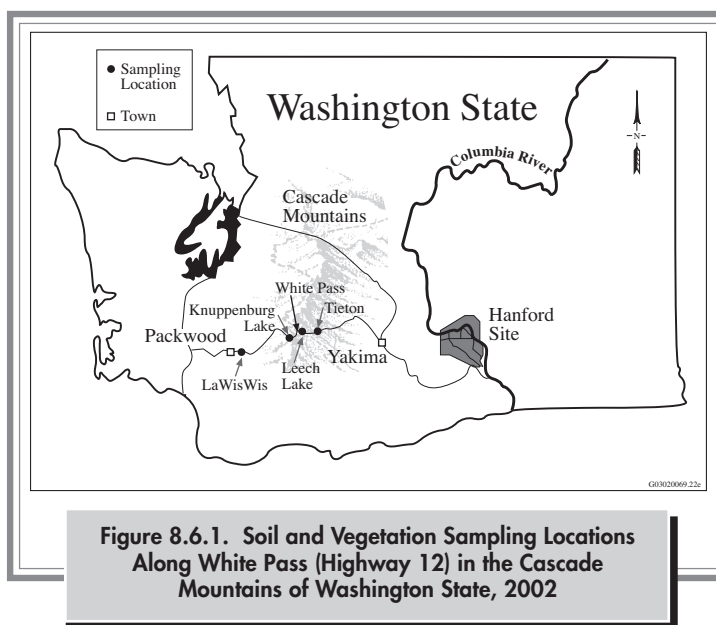 Sampling
Location
Town
Washington State
N
Columbia River
Cascade
Mountains
White Pass
Knuppenburg
Lake
Tieton
Hanford
Site
Packwood
Yakima
LaWisWis
Leech
Lake
G03020069.22e
Figure 8.6.1. Soil and Vegetation Sampling Locations
Along White Pass (Highway 12) in the Cascade
Mountains of Washington State, 2002